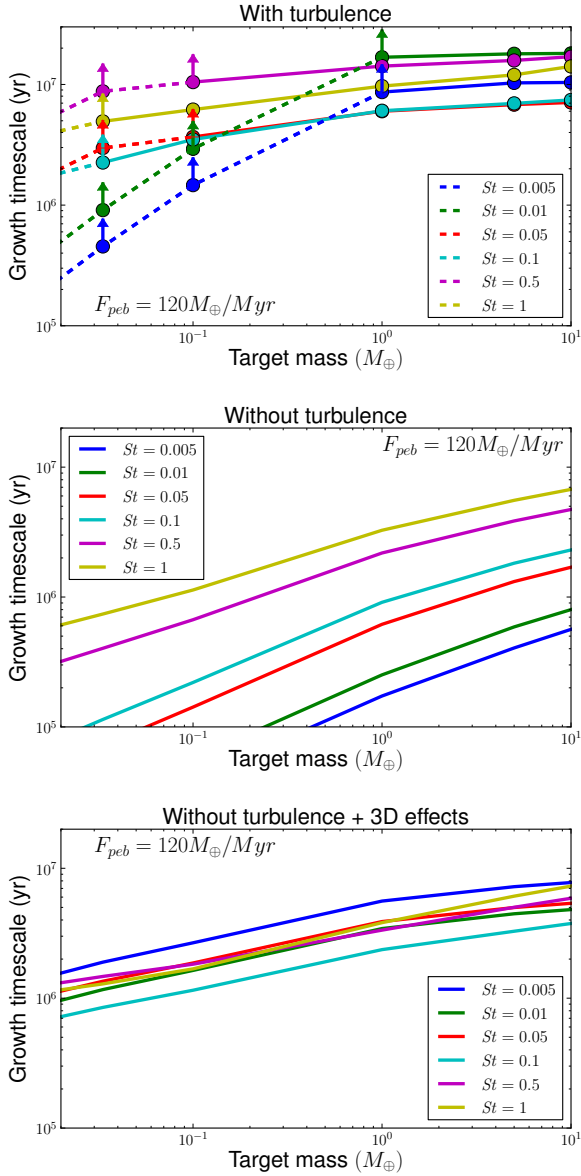 With turbulence
Growth timescale (yr)
10^7
10^6
10^5
F_{peb} = 120M_⊕/Myr
St = 0.005
St = 0.01
St = 0.05
St = 0.1
St = 0.5
St = 1
10^{-1} 10^0 10^1
Target mass (M_⊕)
Without turbulence
Growth timescale (yr)
10^7
10^6
10^5
St = 0.005
St = 0.01
St = 0.05
St = 0.1
St = 0.5
St = 1
F_{peb} = 120M_⊕/Myr
10^{-1} 10^0 10^1
Target mass (M_⊕)
Without turbulence + 3D effects
Growth timescale (yr)
F_{peb} = 120M_⊕/Myr
10^7
10^6
10^5
St = 0.005
St = 0.01
St = 0.05
St = 0.1
St = 0.5
St = 1
10^{-1} 10^0 10^1
Target mass (M_⊕)